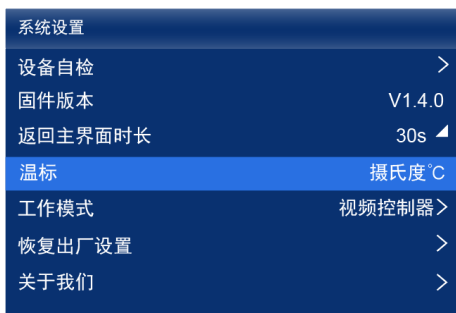 系统设置
设备自检 >
固件版本 V1.4.0
返回主界面时长 30s
温标 摄氏度°C
工作模式 视频控制器>
恢复出厂设置 >
关于我们 >